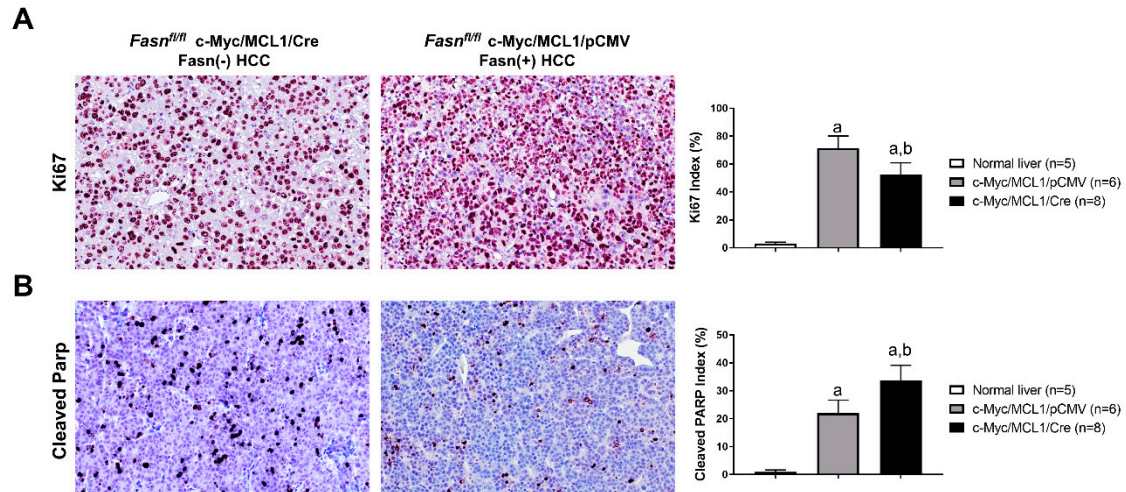 A
Fasnfl/fl c-Myc/MCL1/Cre
Fasn(-) HCC
Fasnfl/fl c-Myc/MCL1/pCMV
Fasn(+) HCC
Ki67
Ki67 Index (%)
100
80
60
40
20
0
a
a,b
Normal liver (n=5)
c-Myc/MCL1/pCMV (n=6)
c-Myc/MCL1/Cre (n=8)
B
Cleaved Parp
Cleaved PARP Index (%)
50
40
30
20
10
0
a
a,b
Normal liver (n=5)
c-Myc/MCL1/pCMV (n=6)
c-Myc/MCL1/Cre (n=8)